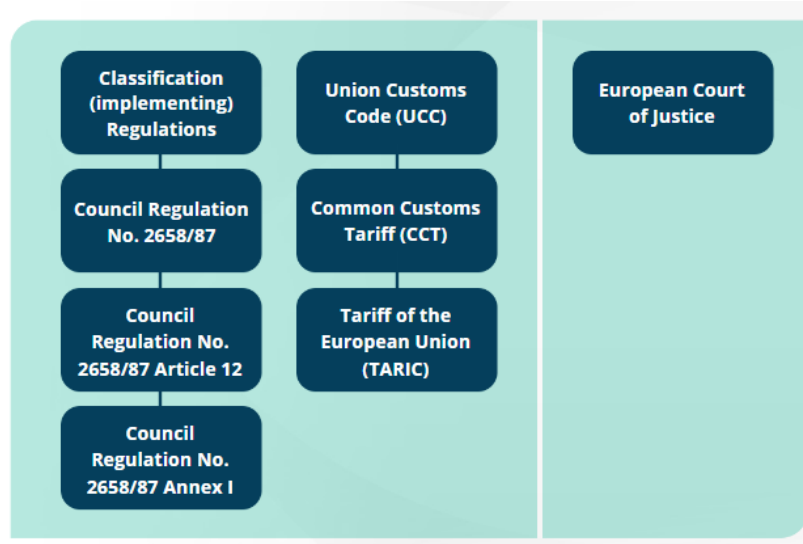 Classification
(implementing)
Regulations
Council Regulation
No. 2658/87
Council
Regulation No.
2658/87 Article 12
Council
Regulation No.
2658/87 Annex I
Union Customs
Code (UCC)
Common Customs
Tariff (CCT)
Tariff of the
European Union
(TARIC)
European Court
of Justice